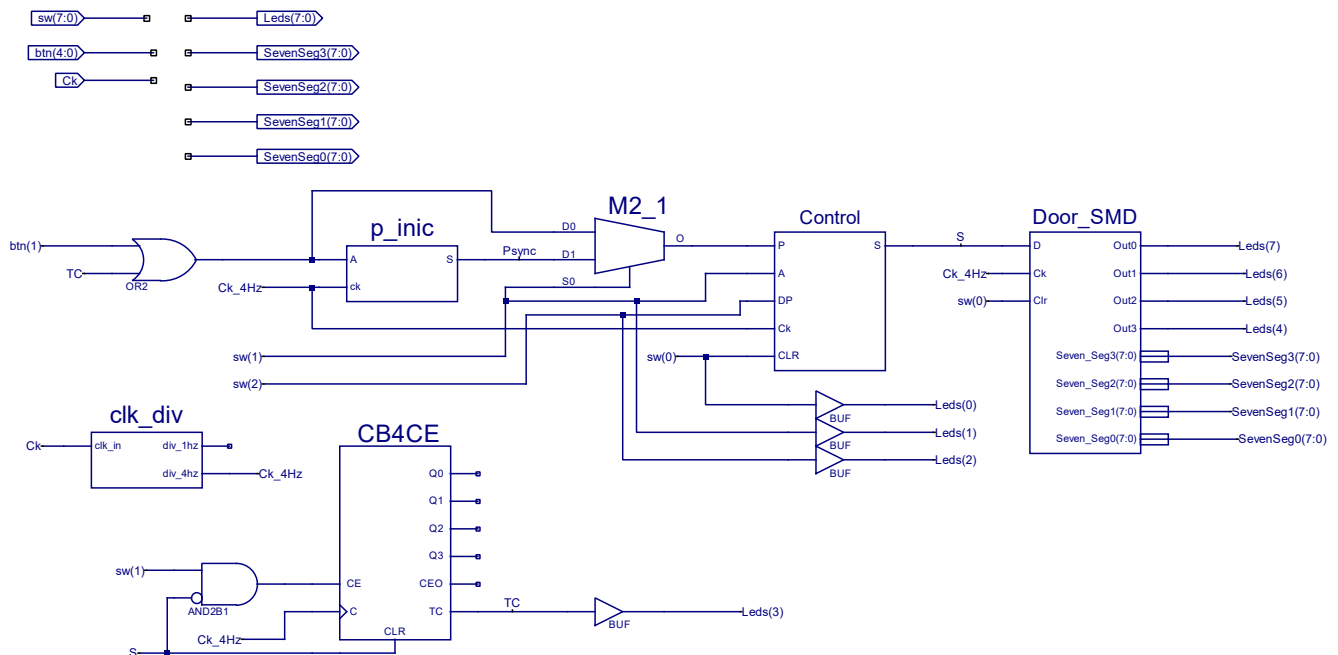 sw(7:0)
Leds(7:0)
btn(4:0)
SevenSeg3(7:0)
Ck
SevenSeg2(7:0)
SevenSeg1(7:0)
SevenSeg0(7:0)
M2_1
Control
Door_SMD
p_inic
D0
btn(1)
O
P
S
S
D
Out0
Leds(7)
A
S
Psync
D1
TC
OR2
Ck_4Hz
ck
S0
A
Ck_4Hz
Ck
Out1
Leds(6)
DP
sw(0)
Clr
Out2
Leds(5)
Ck
Out3
Leds(4)
sw(1)
sw(0)
CLR
Seven_Seg3(7:0)
SevenSeg3(7:0)
sw(2)
Seven_Seg2(7:0)
SevenSeg2(7:0)
BUF
Leds(0)
Seven_Seg1(7:0)
SevenSeg1(7:0)
clk_div
CB4CE
BUF
Leds(1)
Seven_Seg0(7:0)
SevenSeg0(7:0)
Ck
clk_in
div_1hz
BUF
Leds(2)
div_4hz
Ck_4Hz
Q0
Q1
Q2
Q3
sw(1)
AND2B1
CE
CEO
C
TC
TC
BUF
Leds(3)
Ck_4Hz
CLR
S